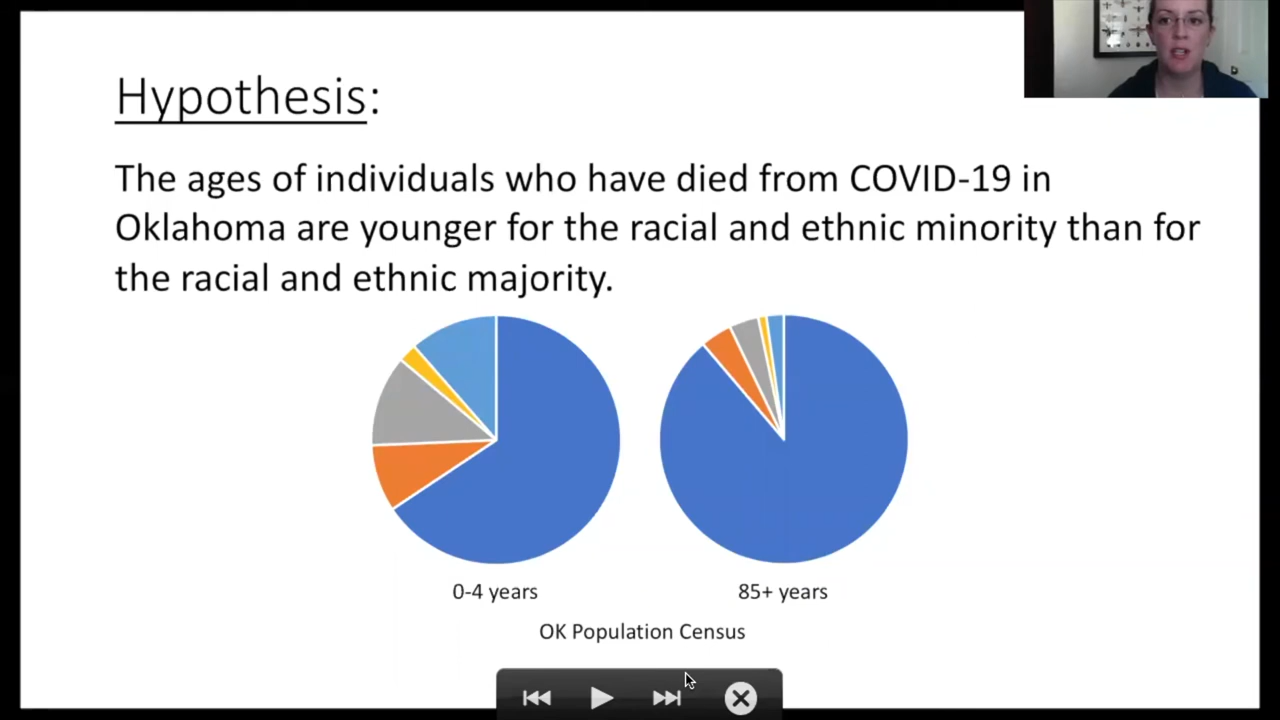 Hypothesis:
The ages of individuals who have died from COVID-19 in
Oklahoma are younger for the racial and ethnic minority than for
the racial and ethnic majority.
0-4 years
85+ years
OK Population Census